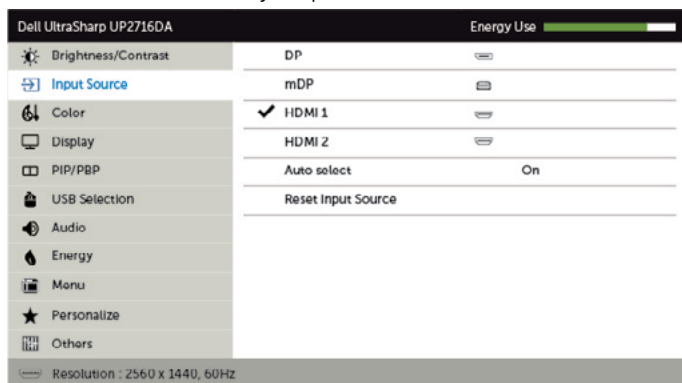 Dell UltraSharp UP2716DA
Energy Use
Brightness/Contrast
DP
Input Source
mDP
Color
HDMI 1
Display
HDMI 2
PIP/PBP
Auto select
On
USB Selection
Reset Input Source
Audio
Energy
Menu
Personalize
Others
Resolution : 2560 x 1440, 60Hz